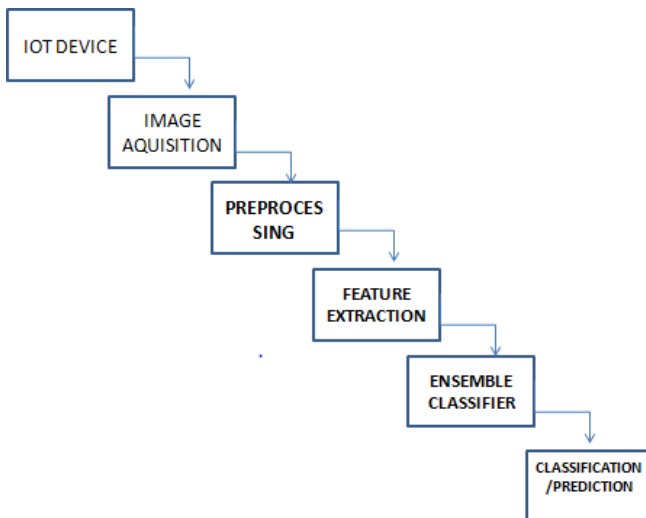 IOT DEVICE
IMAGE
AQUISITION
PREPROCES
SING
FEATURE
EXTRACTION
ENSEMBLE
CLASSIFIER
CLASSIFICATION
/PREDICTION